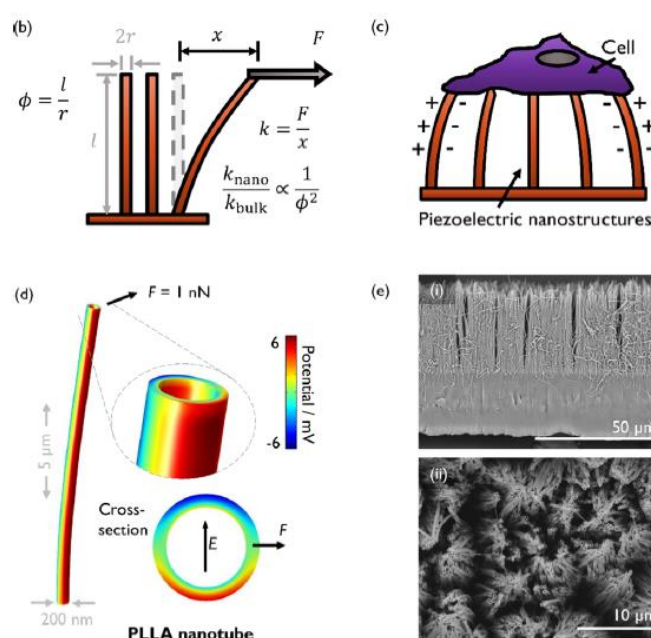 (b)
2r
x
F
ϕ = l/r
l
k = F/x
k_nano/k_bulk ∝ 1/ϕ²
(c)
Cell
+ - - +
+ - - +
+ - - +
Piezoelectric nanostructures
(d)
F = 1 nN
6
Potential / mV
-6
5 μm
Cross-
section
E
F
200 nm
PLLA nanotube
(e)
(i)
50 μm
(ii)
10 μm